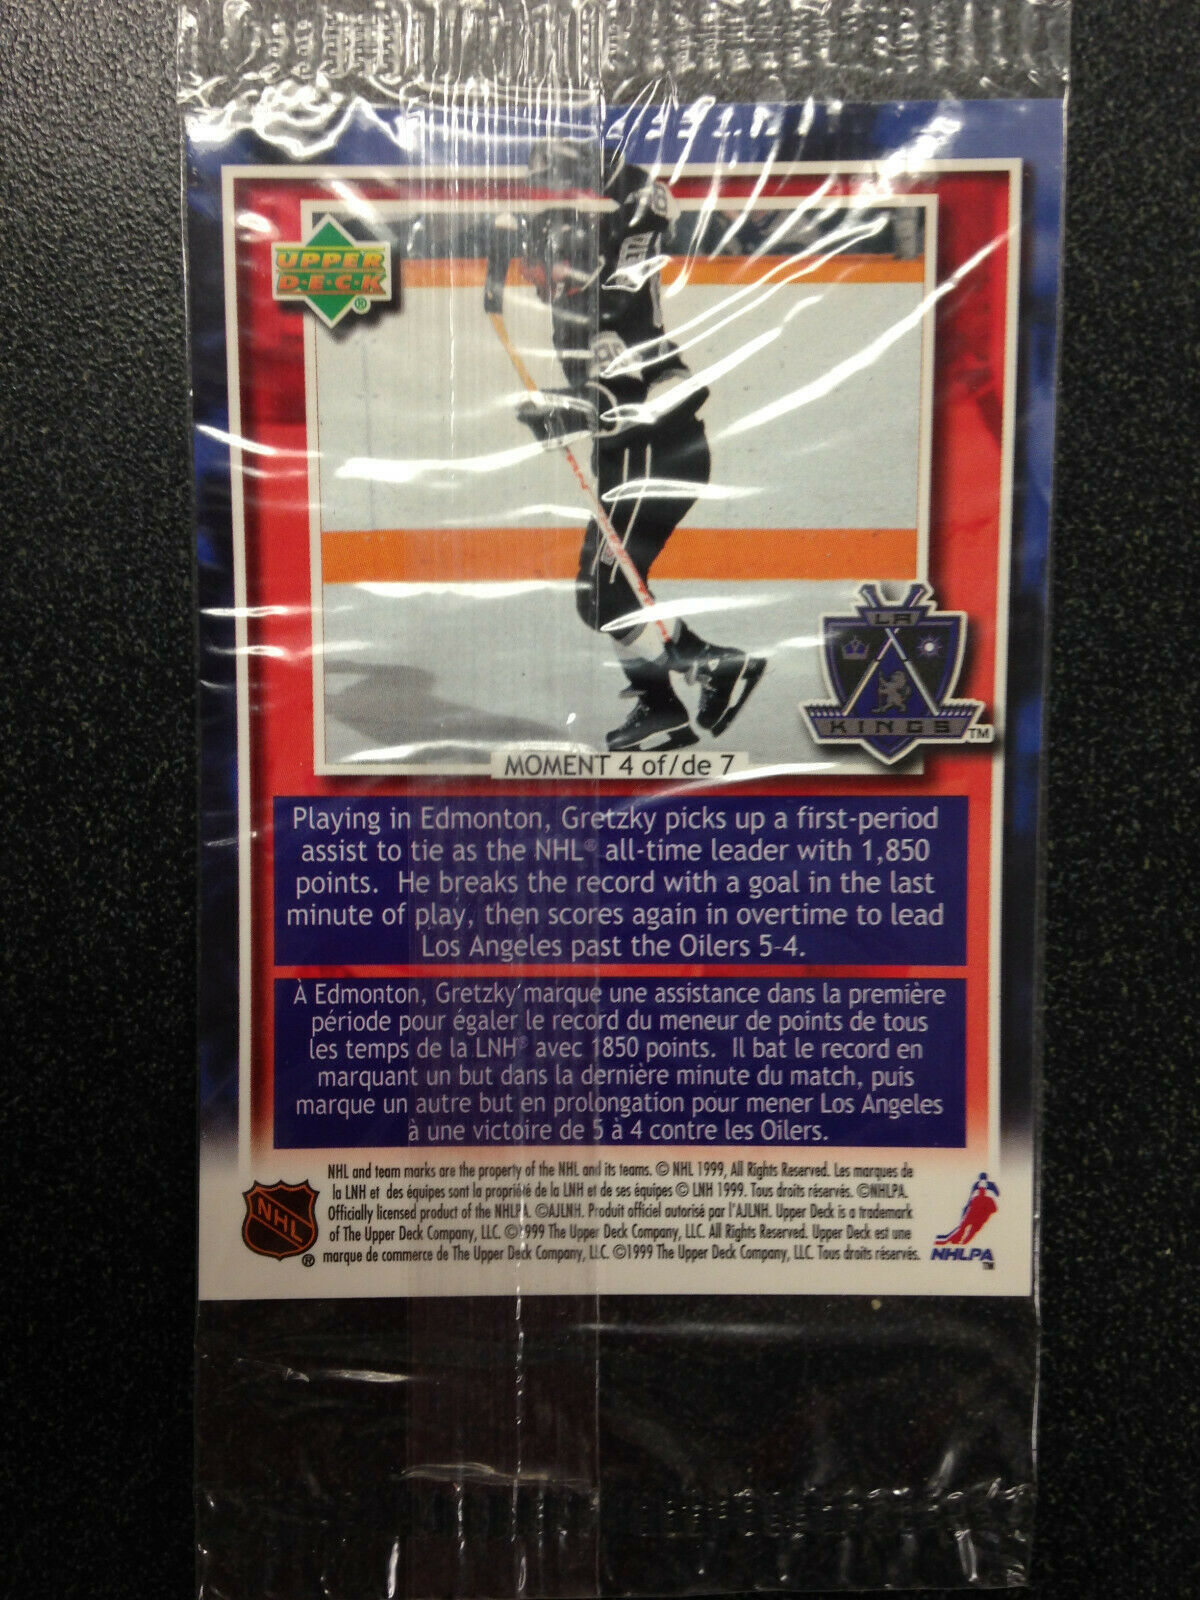 UPPER
D·E·C·K®
LA
KINGS™
MOMENT 4 of/de 7
Playing in Edmonton, Gretzky picks up a first-period
assist to tie as the NHL® all-time leader with 1,850
points. He breaks the record with a goal in the last
minute of play, then scores again in overtime to lead
Los Angeles past the Oilers 5-4.
À Edmonton, Gretzky marque une assistance dans la première
période pour égaler le record du meneur de points de tous
les temps de la LNH® avec 1850 points. Il bat le record en
marquant un but dans la dernière minute du match, puis
marque un autre but en prolongation pour mener Los Angeles
à une victoire de 5 à 4 contre les Oilers.
NHL and team marks are the property of the NHL and its teams. © NHL 1999, All Rights Reserved. Les marques de
la LNH et des équipes sont la propriété de la LNH et de ses équipes © LNH 1999. Tous droits réservés. ©NHLPA.
Officially licensed product of the NHLPA. ©AJLNH. Produit officiel autorisé par l'AJLNH. Upper Deck is a trademark
of The Upper Deck Company, LLC. ©1999 The Upper Deck Company, LLC. All Rights Reserved. Upper Deck est une
marque de commerce de The Upper Deck Company, LLC. ©1999 The Upper Deck Company, LLC. Tous droits réservés.
NHL®
NHLPA™